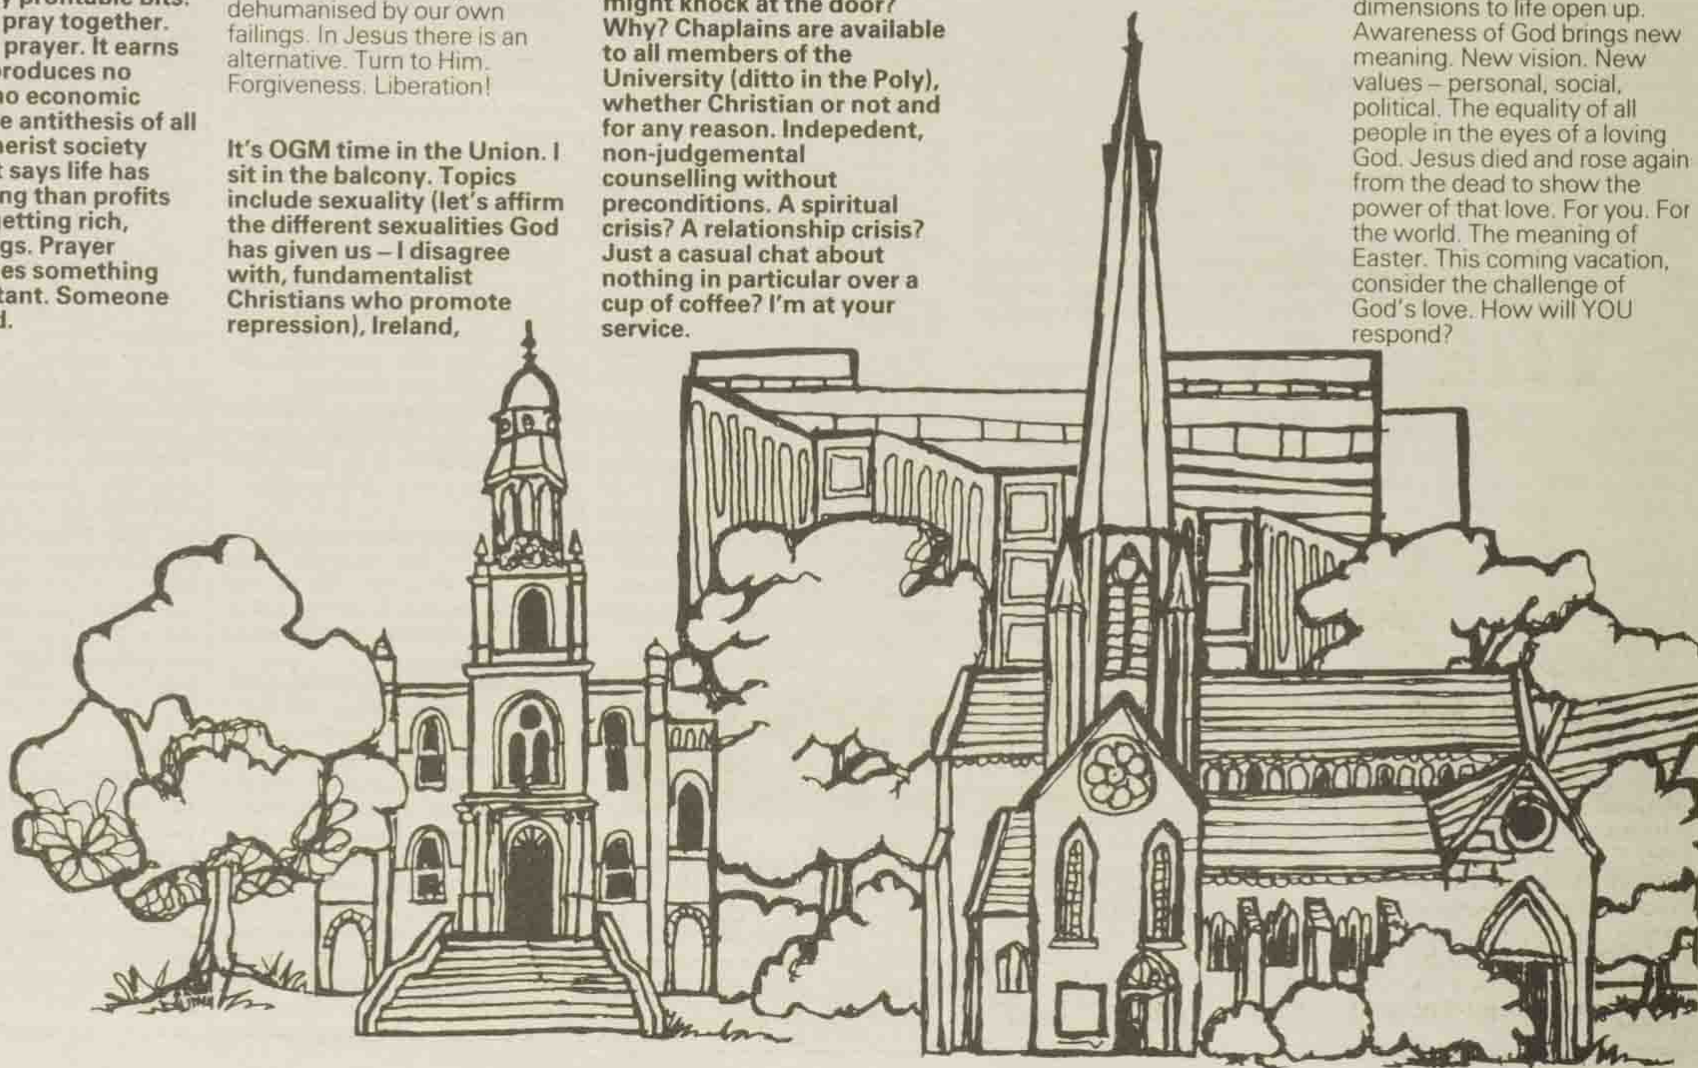 profitable bits.
pray together.
prayer. It earns
roduces no
no economic
e antithesis of all
erist society
t says life has
ng than profits
etting rich,
gs. Prayer
es something
tant. Someone
d.
dehumanised by our own
failings. In Jesus there is an
alternative. Turn to Him.
Forgiveness. Liberation!
It's OGM time in the Union. I
sit in the balcony. Topics
include sexuality (let's affirm
the different sexualities God
has given us – I disagree
with, fundamentalist
Christians who promote
repression), Ireland,
might knock at the door?
Why? Chaplains are available
to all members of the
University (ditto in the Poly),
whether Christian or not and
for any reason. Indepedent,
non-judgemental
counselling without
preconditions. A spiritual
crisis? A relationship crisis?
Just a casual chat about
nothing in particular over a
cup of coffee? I'm at your
service.
dimensions to life open up.
Awareness of God brings new
meaning. New vision. New
values – personal, social,
political. The equality of all
people in the eyes of a loving
God. Jesus died and rose again
from the dead to show the
power of that love. For you. For
the world. The meaning of
Easter. This coming vacation,
consider the challenge of
God's love. How will YOU
respond?